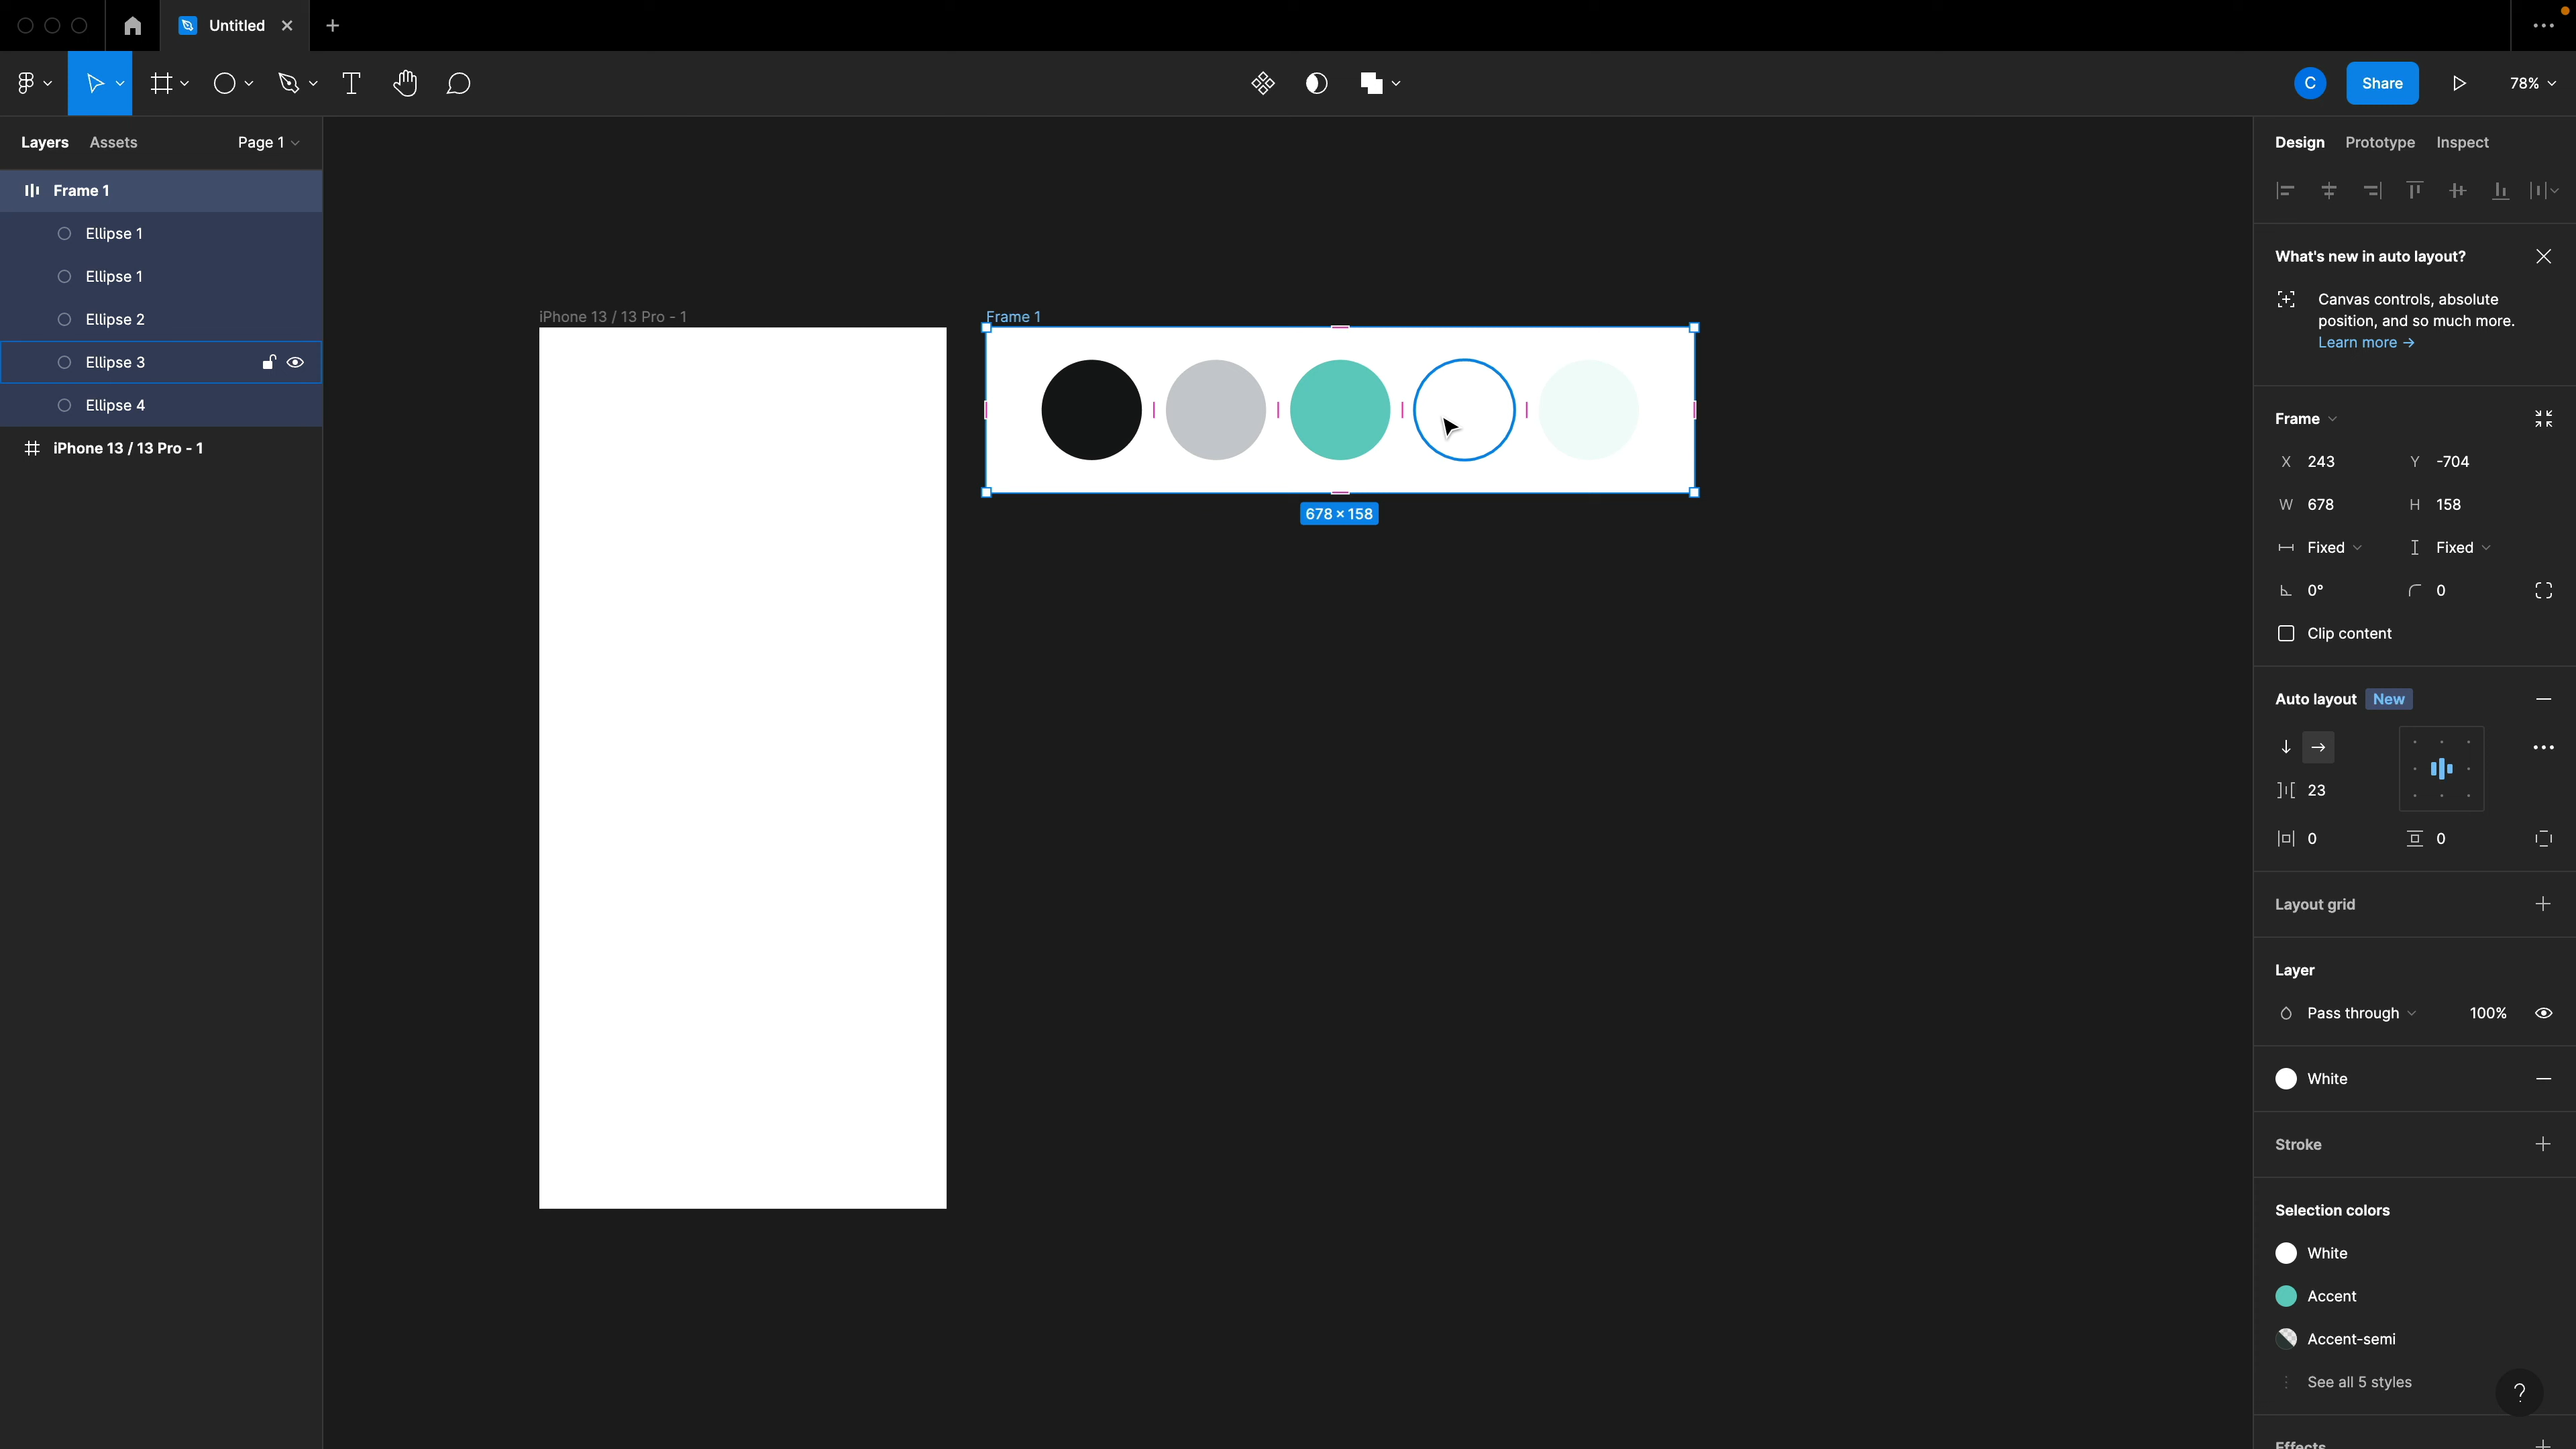 Untitled
C
Share
78%
Layers
Assets
Page 1
Design
Prototype
Inspect
Frame 1
Ellipse 1
Ellipse 1
Ellipse 2
Ellipse 3
Ellipse 4
iPhone 13 / 13 Pro - 1
iPhone 13 / 13 Pro - 1
Frame 1
678 × 158
What's new in auto layout?
Canvas controls, absolute
position, and so much more.
Learn more →
Frame
X 243 Y -704
W 678 H 158
Fixed Fixed
0° 0
Clip content
Auto layout New
23
0 0
Layout grid
Layer
Pass through 100%
White
Stroke
Selection colors
White
Accent
Accent-semi
See all 5 styles
?
Effects